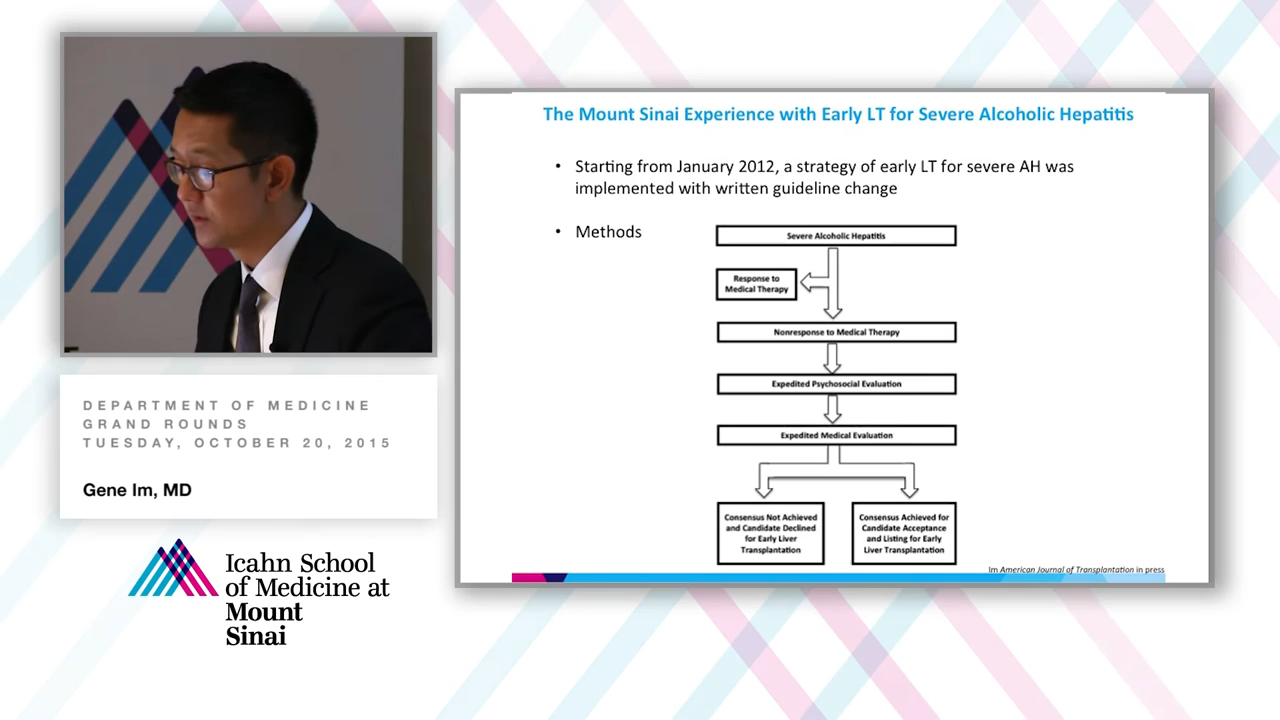 The Mount Sinai Experience with Early LT for Severe Alcoholic Hepatitis
• Starting from January 2012, a strategy of early LT for severe AH was
implemented with written guideline change
• Methods
Severe Alcoholic Hepatitis
Response to
Medical Therapy
Nonresponse to Medical Therapy
Expedited Psychosocial Evaluation
Expedited Medical Evaluation
Consensus Not Achieved
and Candidate Declined
for Early Liver
Transplantation
Consensus Achieved for
Candidate Acceptance
and Listing for Early
Liver Transplantation
Im American Journal of Transplantation in press
DEPARTMENT OF MEDICINE
GRAND ROUNDS
TUESDAY, OCTOBER 20, 2015
Gene Im, MD
Icahn School
of Medicine at
Mount
Sinai